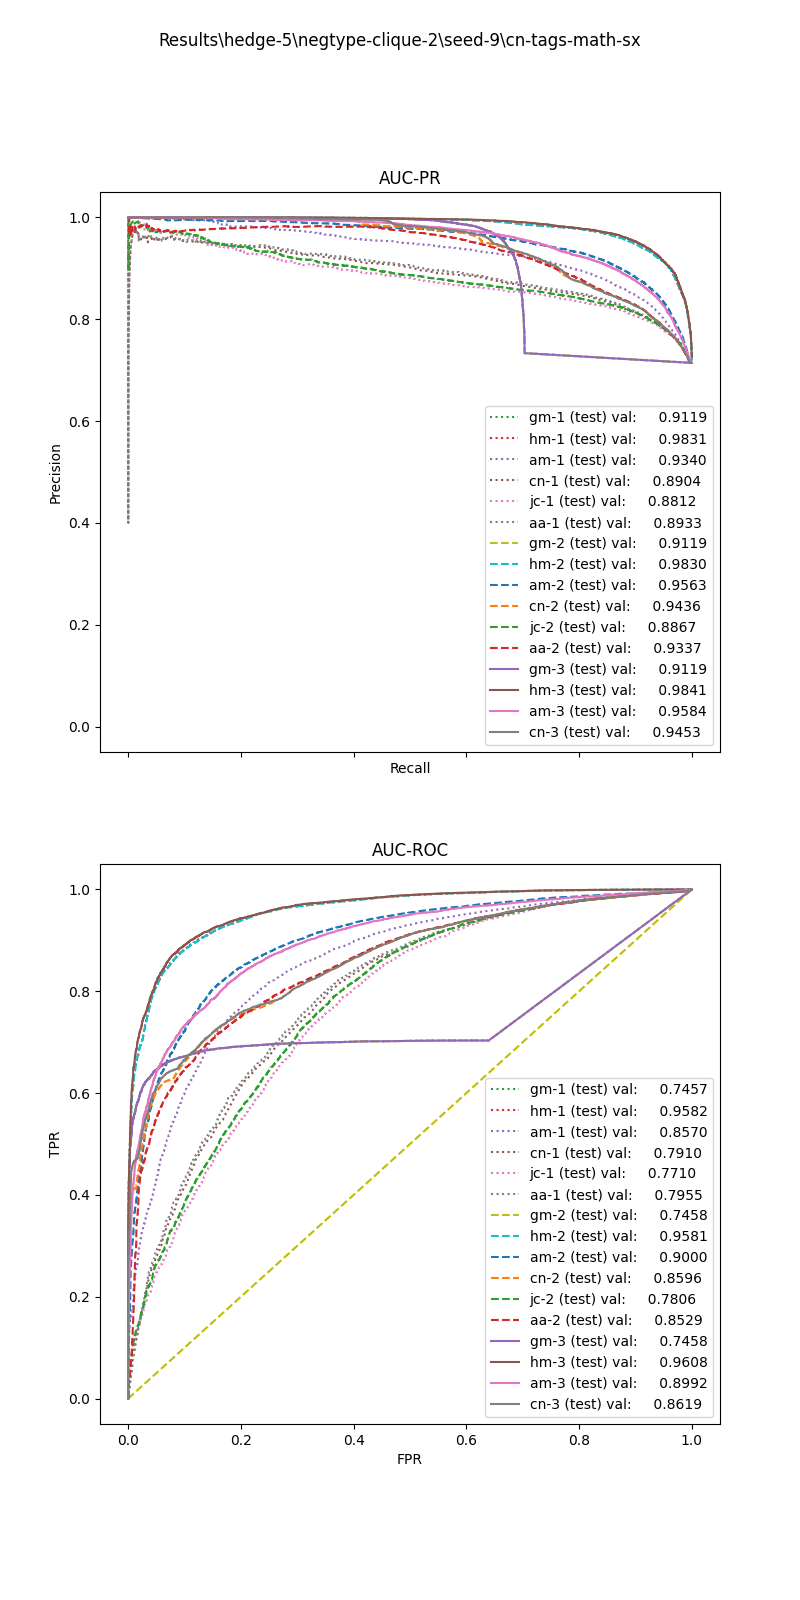 Results\hedge-5\negtype-clique-2\seed-9\cn-tags-math-sx
AUC-PR
1.0
0.8
0.6
0.4
0.2
0.0
Precision
Recall
gm-1 (test) val: 0.9119
hm-1 (test) val: 0.9831
am-1 (test) val: 0.9340
cn-1 (test) val: 0.8904
jc-1 (test) val: 0.8812
aa-1 (test) val: 0.8933
gm-2 (test) val: 0.9119
hm-2 (test) val: 0.9830
am-2 (test) val: 0.9563
cn-2 (test) val: 0.9436
jc-2 (test) val: 0.8867
aa-2 (test) val: 0.9337
gm-3 (test) val: 0.9119
hm-3 (test) val: 0.9841
am-3 (test) val: 0.9584
cn-3 (test) val: 0.9453
AUC-ROC
1.0
0.8
0.6
0.4
0.2
0.0
TPR
0.0 0.2 0.4 0.6 0.8 1.0
FPR
gm-1 (test) val: 0.7457
hm-1 (test) val: 0.9582
am-1 (test) val: 0.8570
cn-1 (test) val: 0.7910
jc-1 (test) val: 0.7710
aa-1 (test) val: 0.7955
gm-2 (test) val: 0.7458
hm-2 (test) val: 0.9581
am-2 (test) val: 0.9000
cn-2 (test) val: 0.8596
jc-2 (test) val: 0.7806
aa-2 (test) val: 0.8529
gm-3 (test) val: 0.7458
hm-3 (test) val: 0.9608
am-3 (test) val: 0.8992
cn-3 (test) val: 0.8619